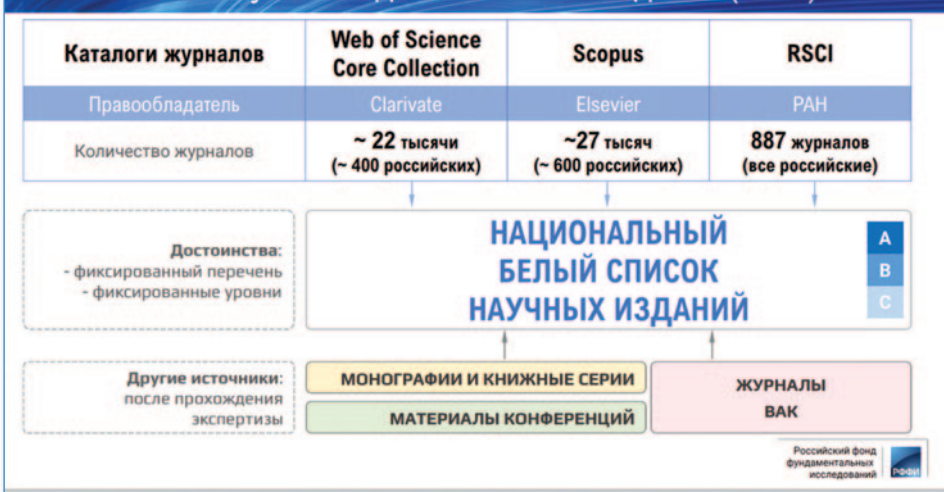 Каталоги журналов
Web of Science
Core Collection
Scopus
RSCI
Правообладатель
Clarivate
Elsevier
РАН
Количество журналов
~ 22 тысячи
(~ 400 российских)
~27 тысяч
(~ 600 российских)
887 журналов
(все российские)
Достоинства:
- фиксированный перечень
- фиксированные уровни
НАЦИОНАЛЬНЫЙ
БЕЛЫЙ СПИСОК
НАУЧНЫХ ИЗДАНИЙ
A
B
C
Другие источники:
после прохождения
экспертизы
МОНОГРАФИИ И КНИЖНЫЕ СЕРИИ
МАТЕРИАЛЫ КОНФЕРЕНЦИЙ
ЖУРНАЛЫ
ВАК
Российский фонд
фундаментальных
исследований
РФФИ